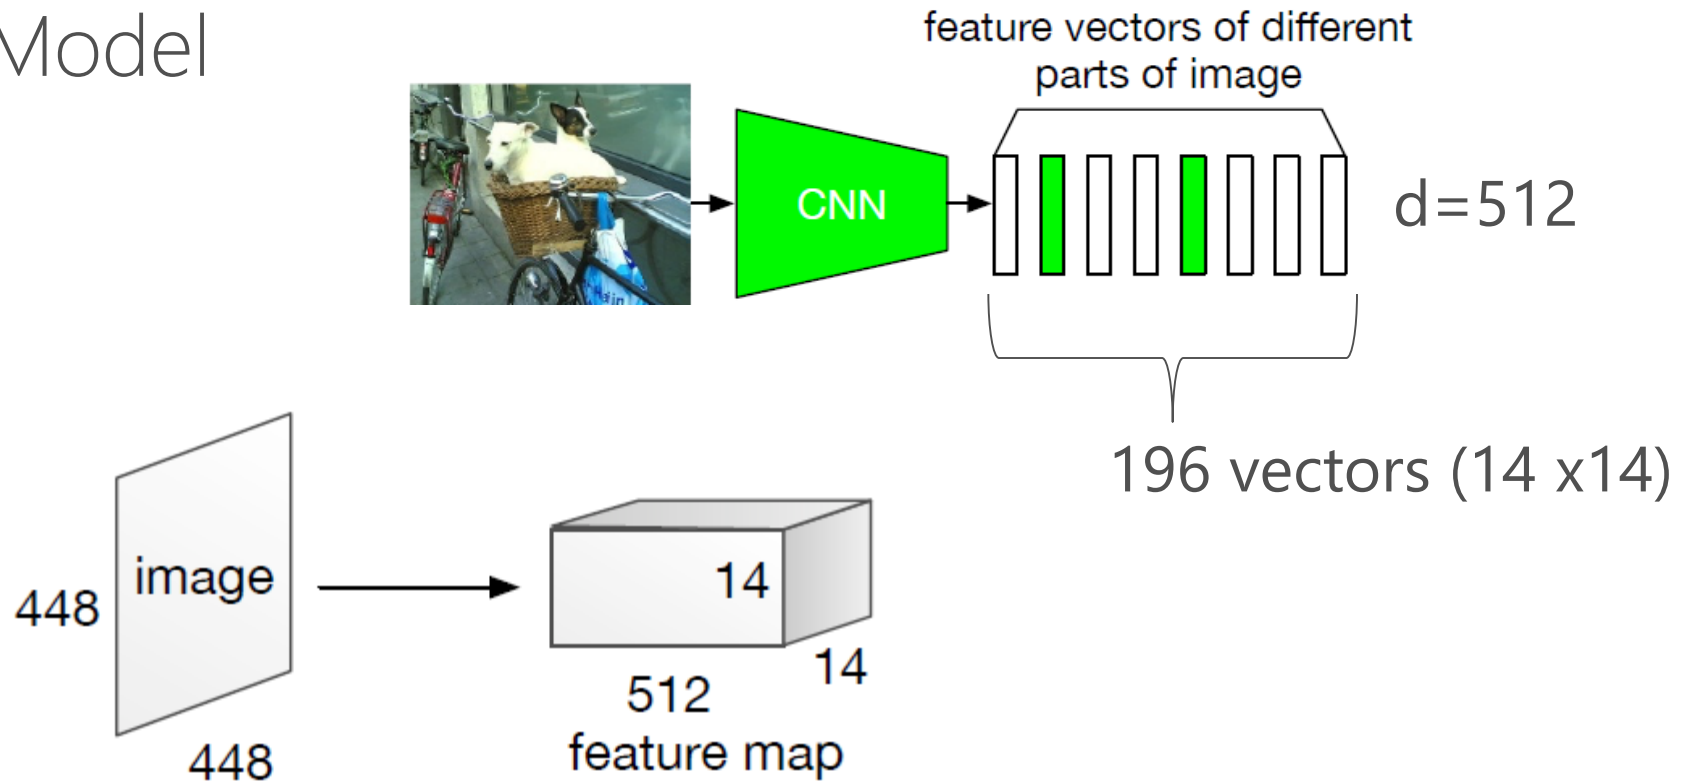 Model
feature vectors of different
parts of image
CNN
d=512
Haijn
196 vectors (14 x14)
image
448
448
14
14
512
feature map